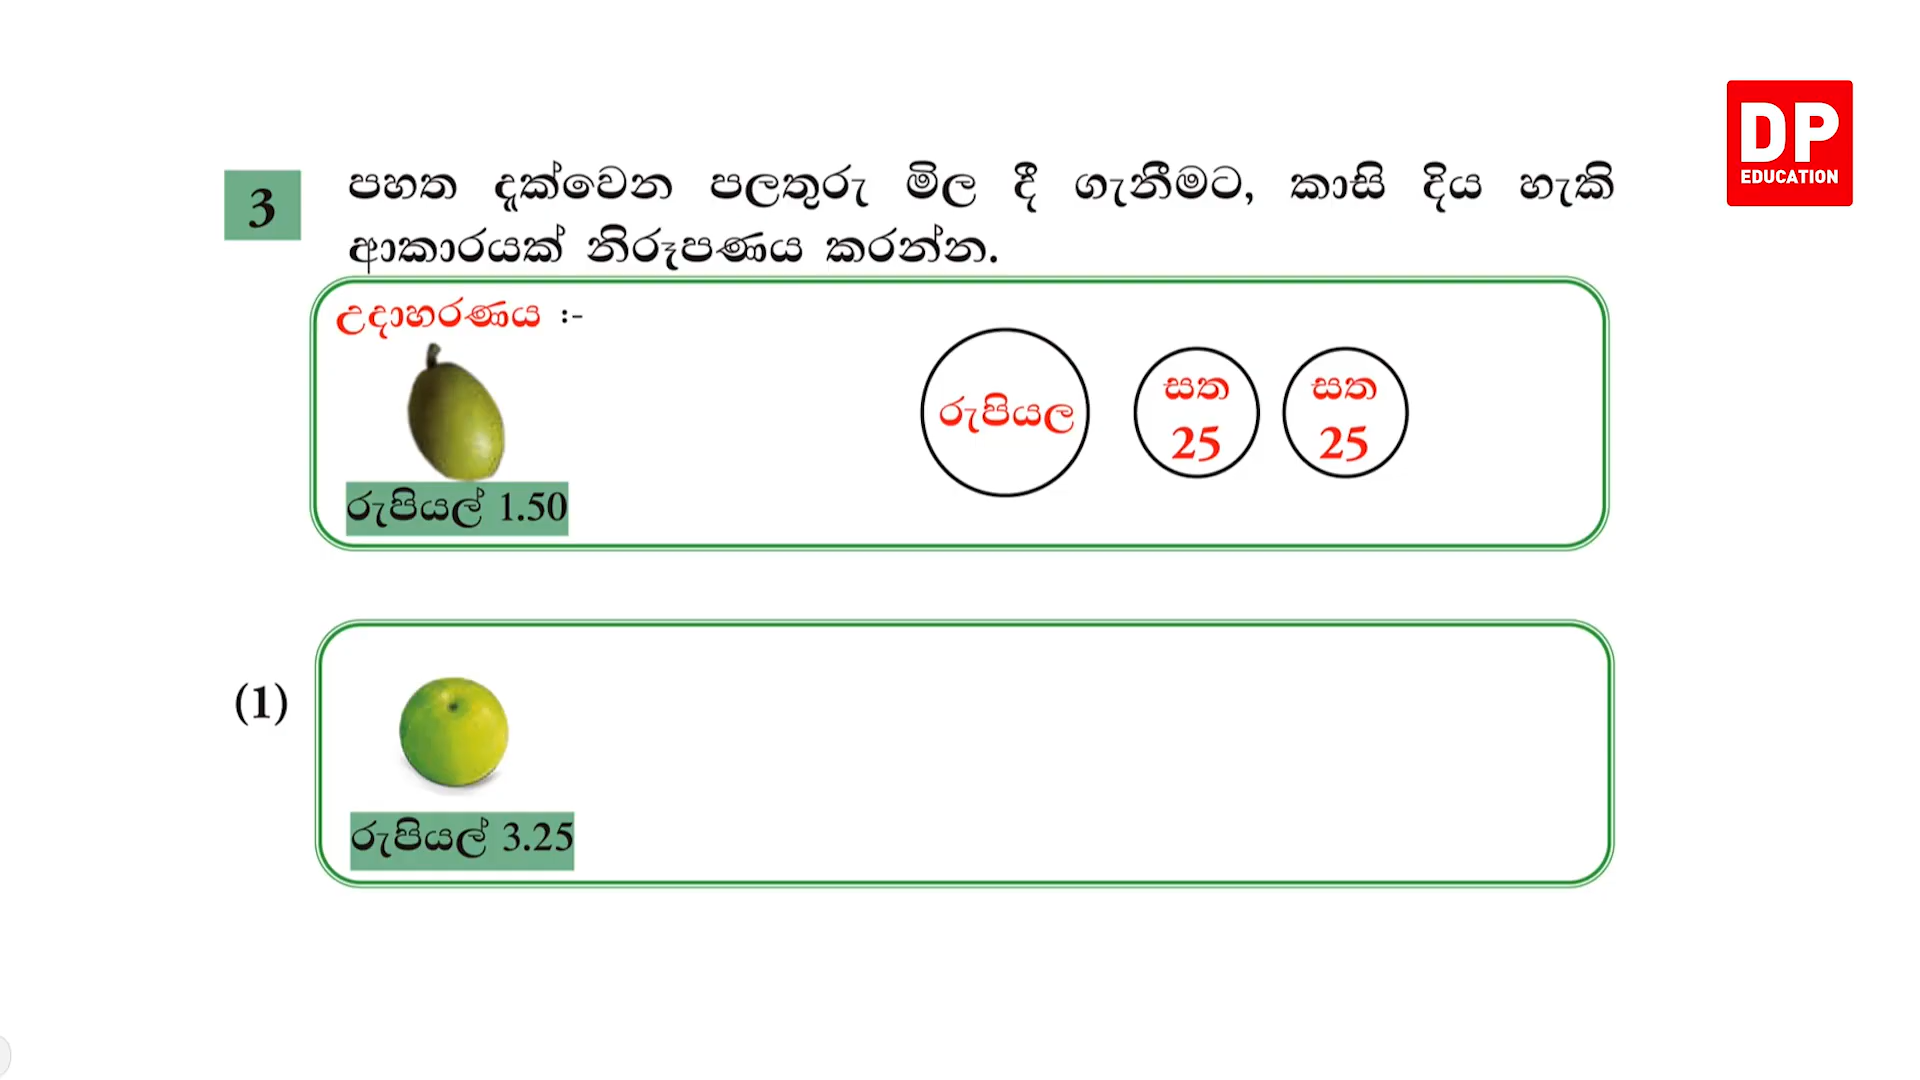 DP
EDUCATION
3
පහත දැක්වෙන පලතුරු මිල දී ගැනීමට, කාසි දිය හැකි
ආකාරයක් නිරූපණය කරන්න.
උදාහරණය :-
රුපියල
සත
25
සත
25
රුපියල් 1.50
(1)
රුපියල් 3.25